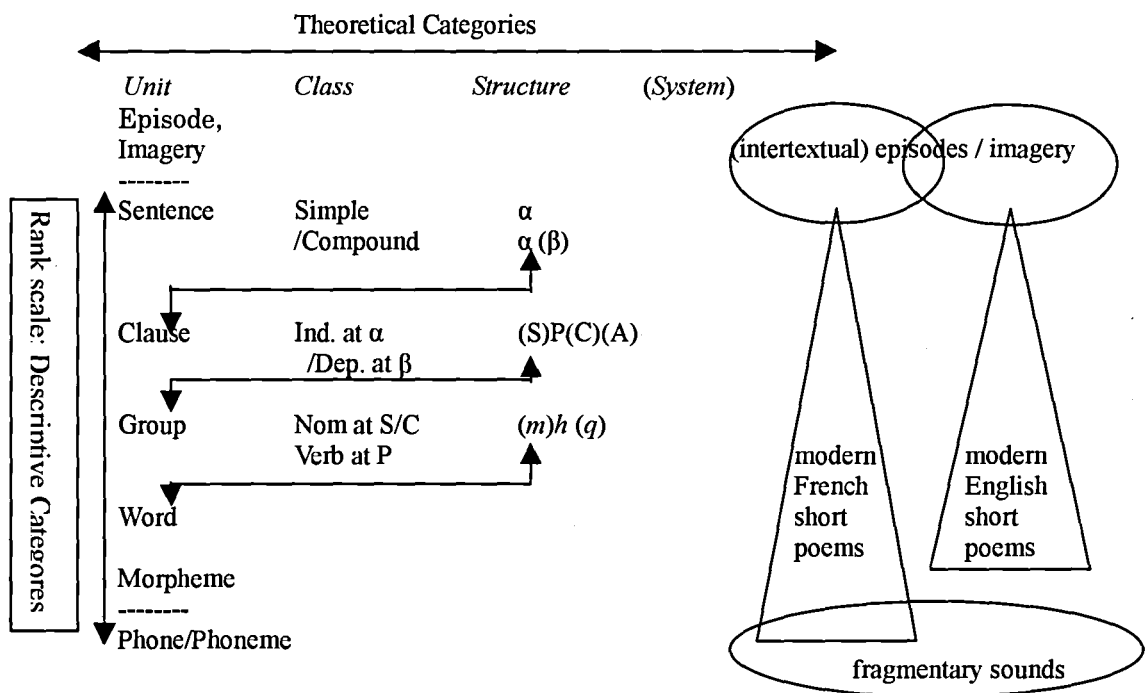 Theoretical Categories
Unit Class Structure (System)
Episode,
Imagery
--------
Sentence Simple α
/Compound α (β)
Clause Ind. at α (S)P(C)(A)
/Dep. at β
Group Nom at S/C (m)h (q)
Verb at P
Word
Morpheme
--------
Phone/Phoneme
Rank scale: Descriptive Categores
(intertextual) episodes / imagery
modern
French
short
poems
modern
English
short
poems
fragmentary sounds